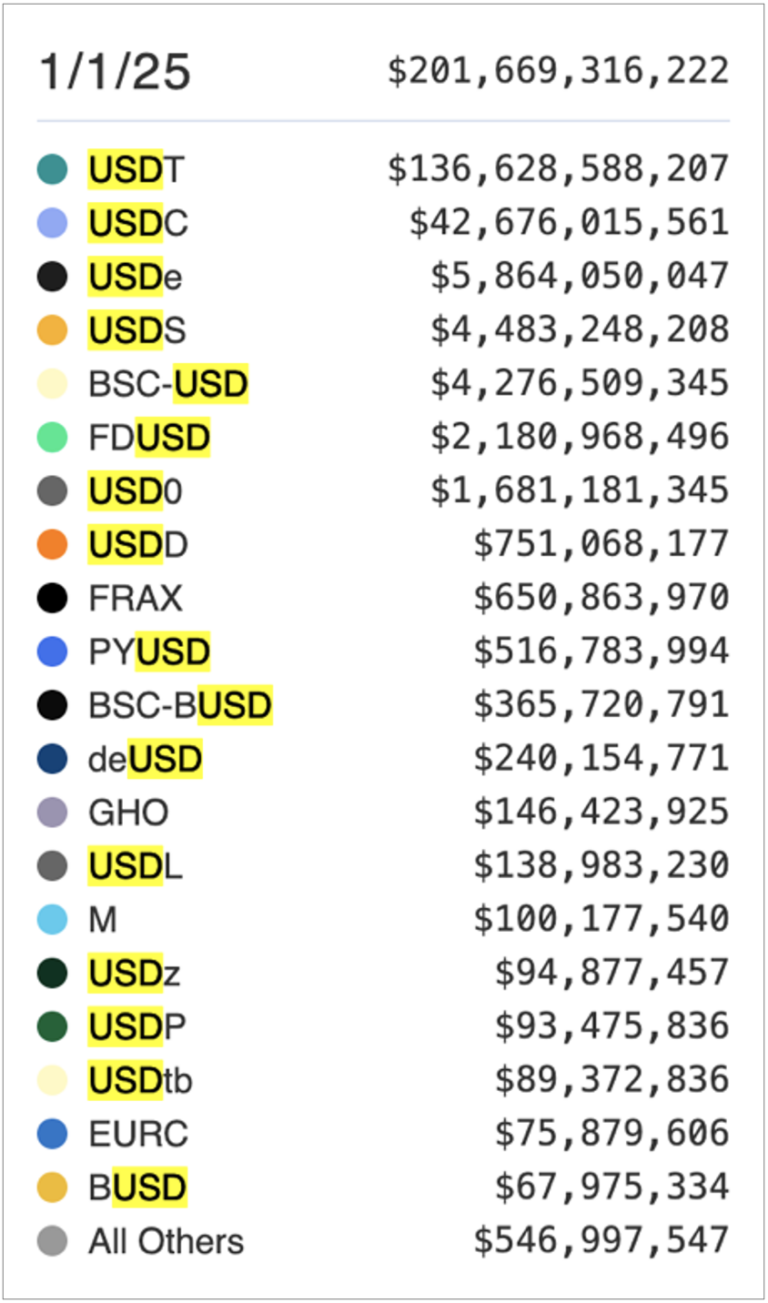 1/1/25 $201,669,316,222
USDT $136,628,588,207
USDC $42,676,015,561
USDe $5,864,050,047
USDS $4,483,248,208
BSC-USD $4,276,509,345
FDUSD $2,180,968,496
USD0 $1,681,181,345
USDD $751,068,177
FRAX $650,863,970
PYUSD $516,783,994
BSC-BUSD $365,720,791
deUSD $240,154,771
GHO $146,423,925
USDL $138,983,230
M $100,177,540
USDz $94,877,457
USDP $93,475,836
USDtb $89,372,836
EURC $75,879,606
BUSD $67,975,334
All Others $546,997,547